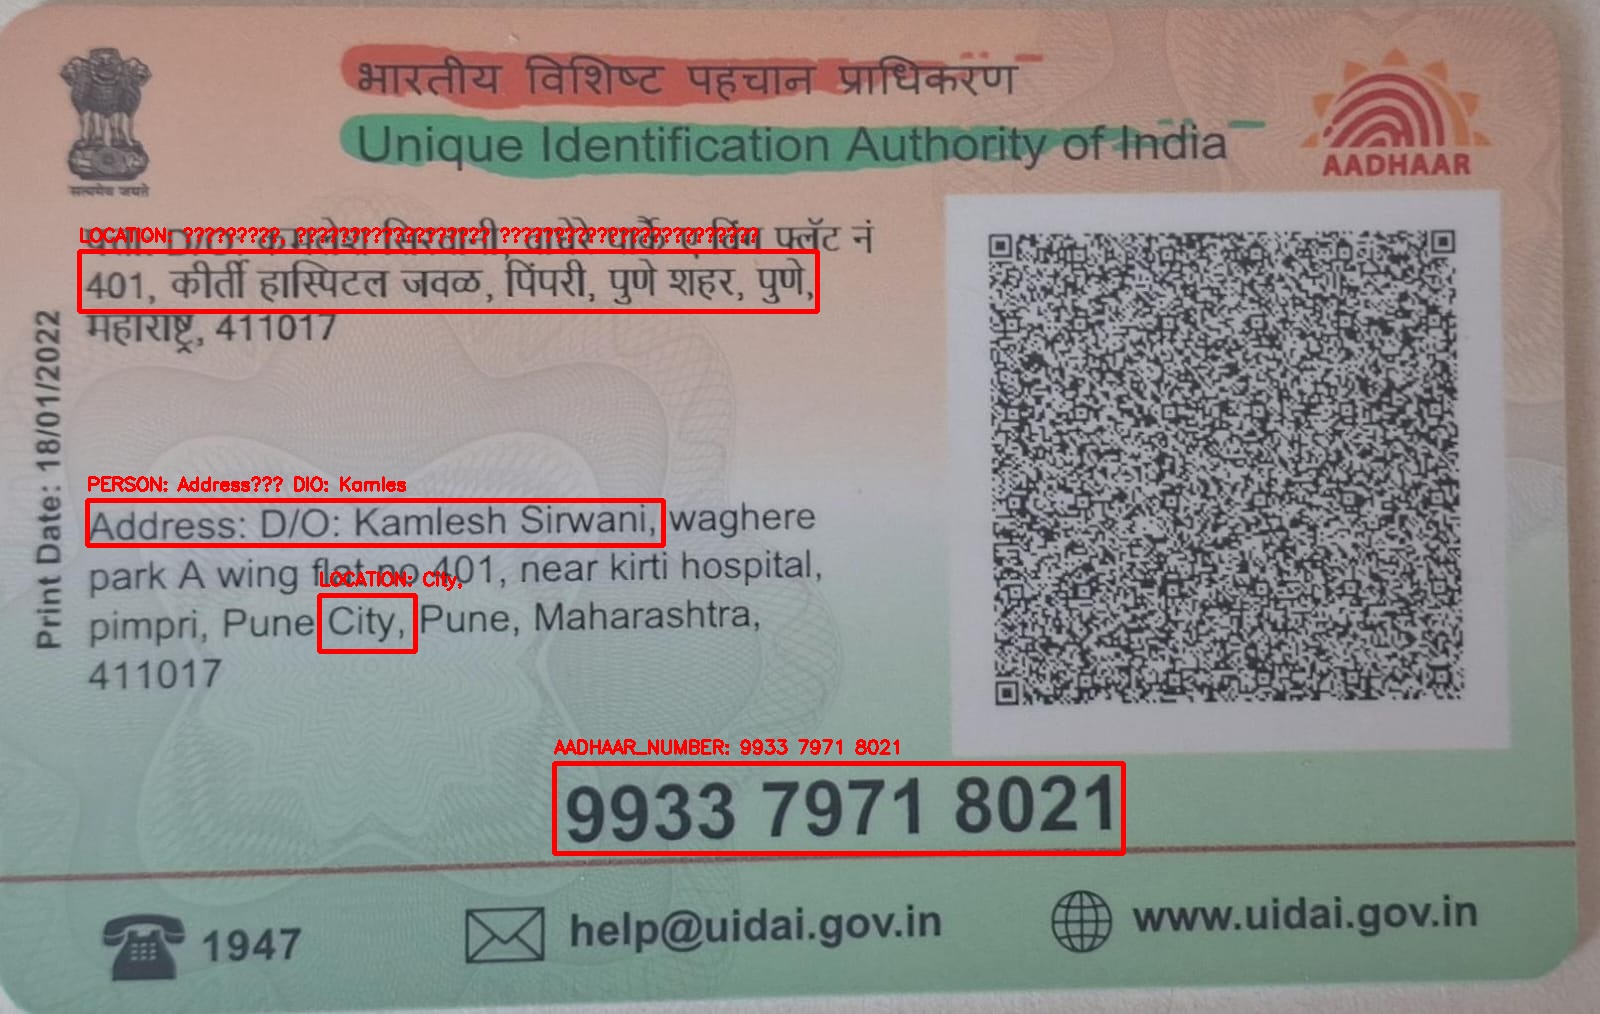 भारतीय विशिष्ट पहचान प्राधिकरण
Unique Identification Authority of India
AADHAAR
सत्यमेव जयते
LOCATION: ????????? ?????????????????? ????????????????????????
D/O: कमलेश सिरवानी, वाघेरे पार्क ए विंग फ्लॅट नं
401, कीर्ती हास्पिटल जवळ, पिंपरी, पुणे शहर, पुणे,
महाराष्ट्र, 411017
Print Date: 18/01/2022
PERSON: Address??? DIO: Kamles
Address: D/O: Kamlesh Sirwani, waghere
park A wing flat no 401, near kirti hospital,
LOCATION: City,
pimpri, Pune City, Pune, Maharashtra,
411017
AADHAAR_NUMBER: 9933 7971 8021
9933 7971 8021
1947
help@uidai.gov.in
www.uidai.gov.in